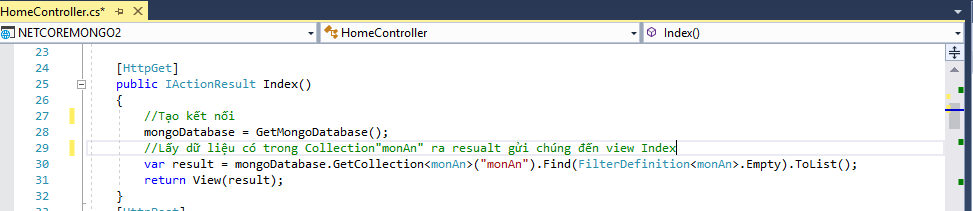 HomeController.cs*
NETCOREMONGO2 HomeController Index()
23
24 [HttpGet]
25 public IActionResult Index()
26 {
27 //Tạo kết nối
28 mongoDatabase = GetMongoDatabase();
29 //Lấy dữ liệu có trong Collection"monAn" ra resualt gửi chúng đến view Index
30 var result = mongoDatabase.GetCollection<monAn>("monAn").Find(FilterDefinition<monAn>.Empty).ToList();
31 return View(result);
32 }
33 [HttpPost]